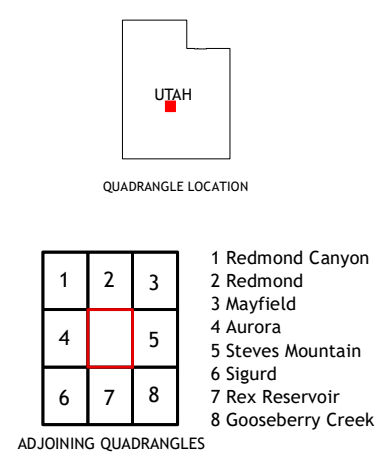 UTAH
QUADRANGLE LOCATION
1 2 3
4 5
6 7 8
1 Redmond Canyon
2 Redmond
3 Mayfield
4 Aurora
5 Steves Mountain
6 Sigurd
7 Rex Reservoir
8 Gooseberry Creek
ADJOINING QUADRANGLES